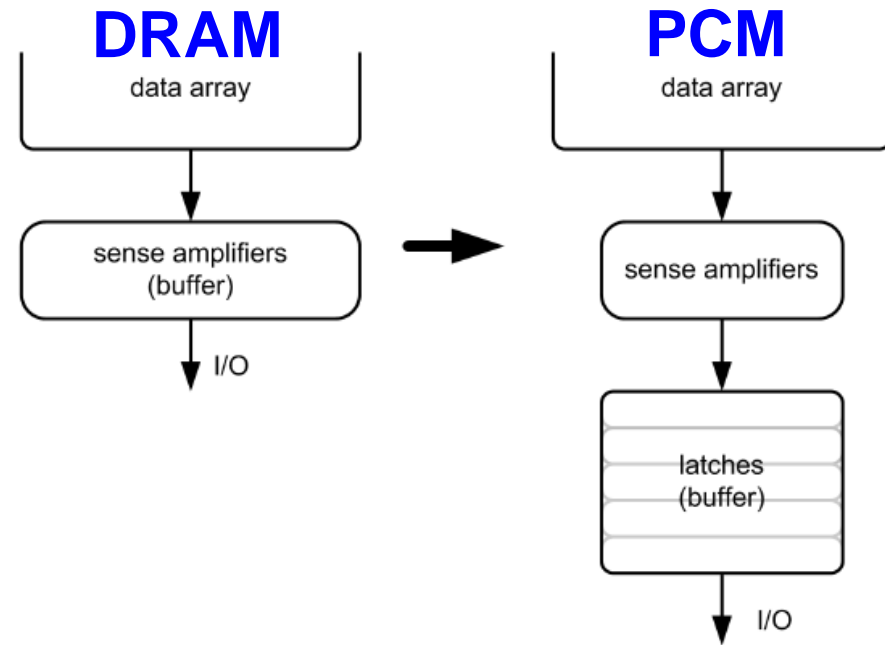 DRAM
data array
sense amplifiers
(buffer)
I/O
PCM
data array
sense amplifiers
latches
(buffer)
I/O